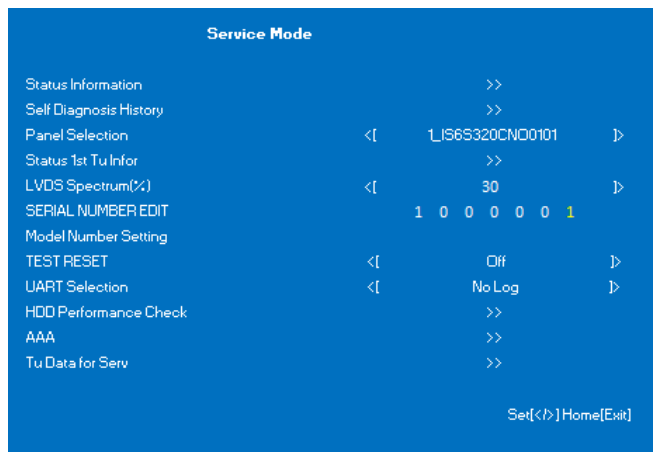 Service Mode
Status Information >>
Self Diagnosis History >>
Panel Selection <[ 1_IS6S320CNO0101 ]>
Status 1st Tu Infor >>
LVDS Spectrum(%) <[ 30 ]>
SERIAL NUMBER EDIT 1 0 0 0 0 0 1
Model Number Setting
TEST RESET <[ Off ]>
UART Selection <[ No Log ]>
HDD Performance Check >>
AAA >>
Tu Data for Serv >>
Set[</>] Home[Exit]